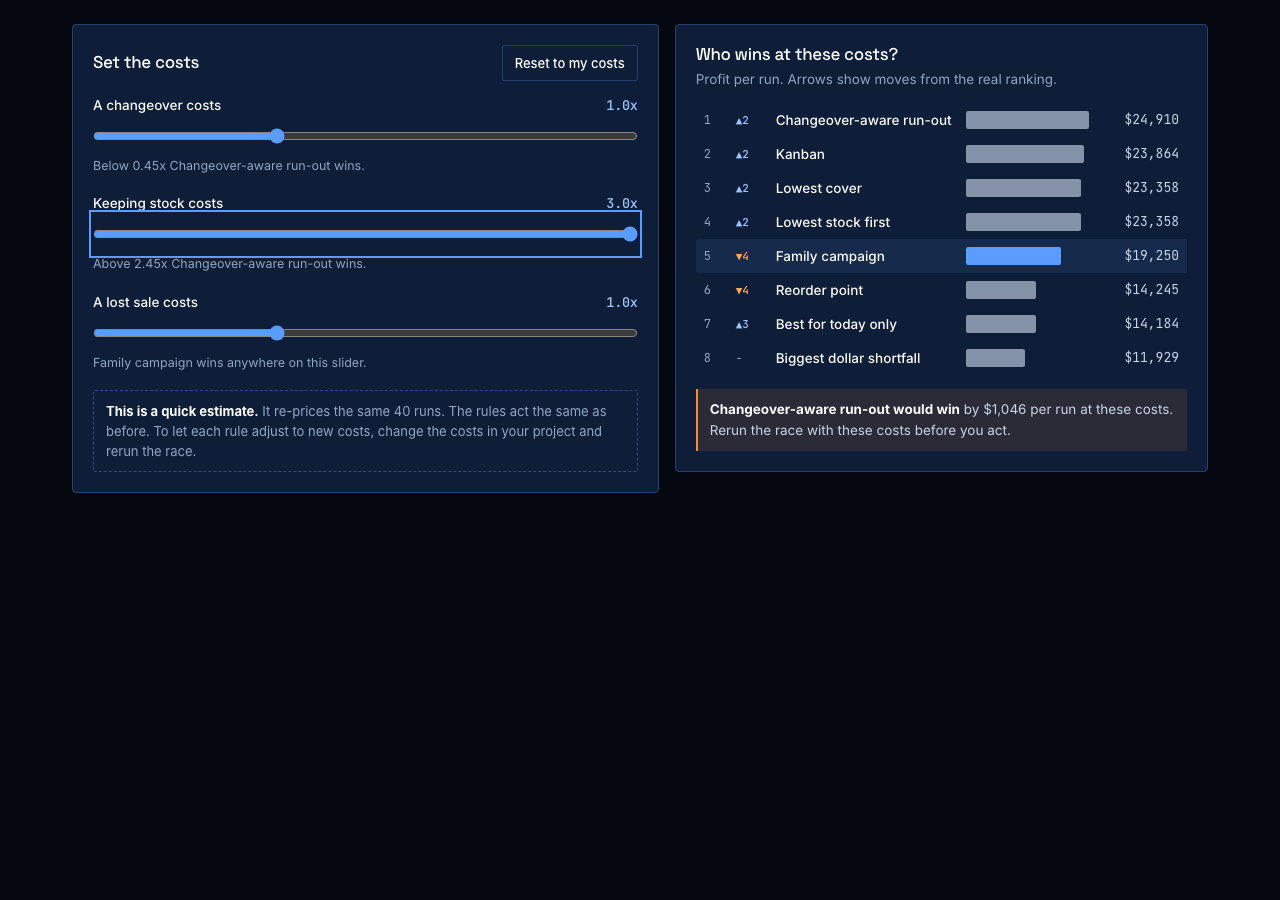 Set the costs
Reset to my costs
A changeover costs
1.0x
Below 0.45x Changeover-aware run-out wins.
Keeping stock costs
3.0x
Above 2.45x Changeover-aware run-out wins.
A lost sale costs
1.0x
Family campaign wins anywhere on this slider.
This is a quick estimate. It re-prices the same 40 runs. The rules act the same as
before. To let each rule adjust to new costs, change the costs in your project and
rerun the race.
Who wins at these costs?
Profit per run. Arrows show moves from the real ranking.
1 ▲2 Changeover-aware run-out $24,910
2 ▲2 Kanban $23,864
3 ▲2 Lowest cover $23,358
4 ▲2 Lowest stock first $23,358
5 ▼4 Family campaign $19,250
6 ▼4 Reorder point $14,245
7 ▲3 Best for today only $14,184
8 - Biggest dollar shortfall $11,929
Changeover-aware run-out would win by $1,046 per run at these costs.
Rerun the race with these costs before you act.